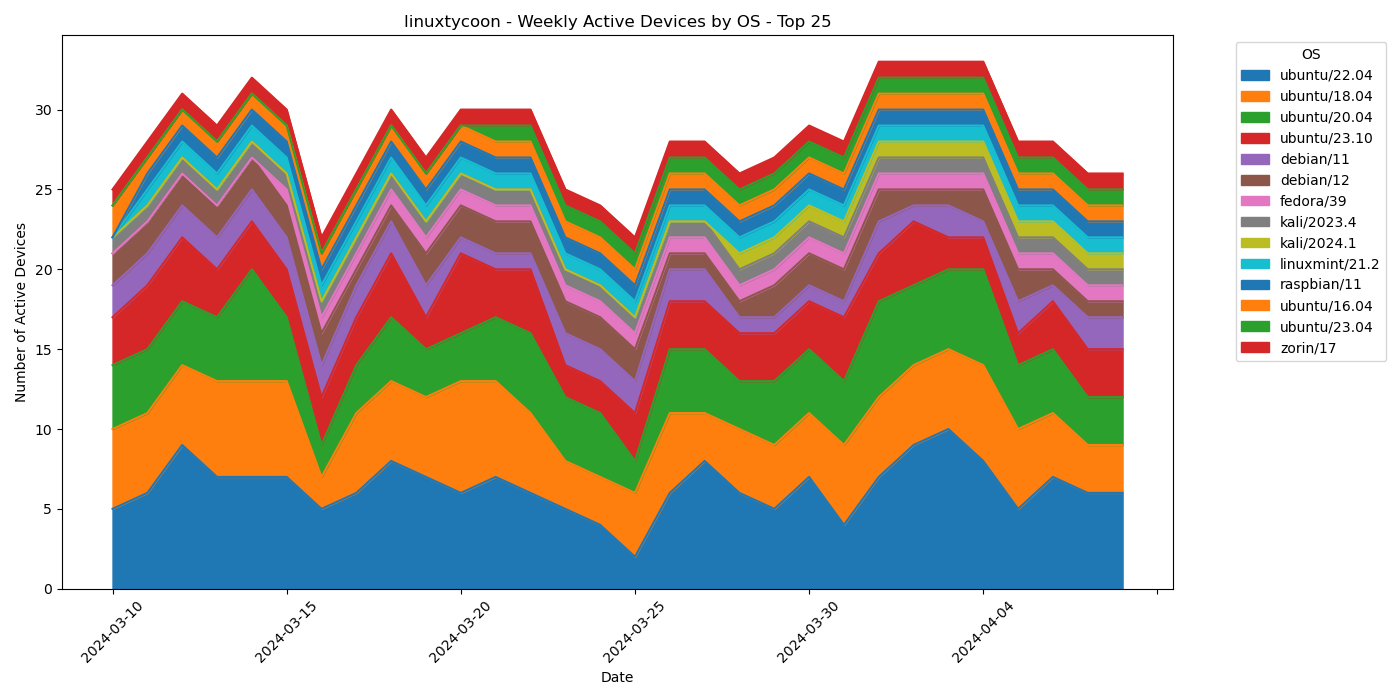 linuxtycoon - Weekly Active Devices by OS - Top 25
Number of Active Devices
30
25
20
15
10
5
0
2024-03-10
2024-03-15
2024-03-20
2024-03-25
2024-03-30
2024-04-04
Date
OS
ubuntu/22.04
ubuntu/18.04
ubuntu/20.04
ubuntu/23.10
debian/11
debian/12
fedora/39
kali/2023.4
kali/2024.1
linuxmint/21.2
raspbian/11
ubuntu/16.04
ubuntu/23.04
zorin/17